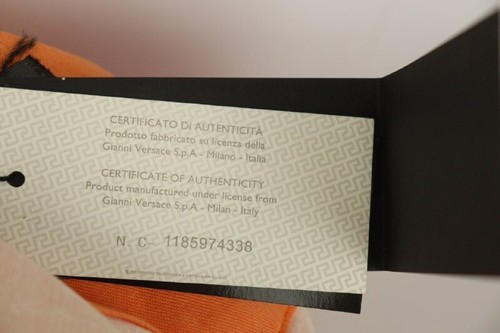 CERTIFICATO DI AUTENTICITÀ
Prodotto fabbricato su licenza della
Gianni Versace S.p.A - Milano - Italia
CERTIFICATE OF AUTHENTICITY
Product manufactured under license from
Gianni Versace S.p.A - Milan - Italy
N. C- 1185974338